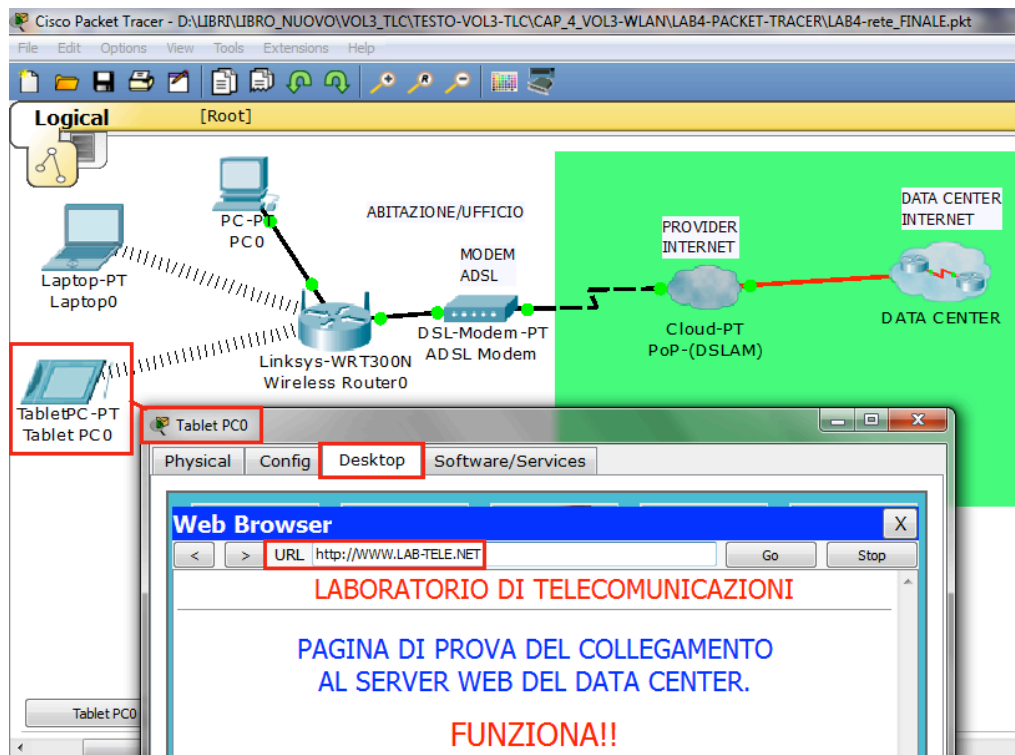 Cisco Packet Tracer - D:\LIBRI\LIBRO_NUOVO\VOL3_TLC\TESTO-VOL3-TLC\CAP_4_VOL3-WLAN\LAB4-PACKET-TRACER\LAB4-rete_FINALE.pkt
File Edit Options View Tools Extensions Help
Logical [Root]
PC-PT
PC0
ABITAZIONE/UFFICIO
DATA CENTER
INTERNET
PROVIDER
INTERNET
MODEM
ADSL
Laptop-PT
Laptop0
DSL-Modem-PT
ADSL Modem
Cloud-PT
PoP-(DSLAM)
DATA CENTER
Linksys-WRT300N
Wireless Router0
TabletPC-PT
Tablet PC0
Tablet PC0
Physical Config Desktop Software/Services
Web Browser X
< > URL http://WWW.LAB-TELE.NET Go Stop
LABORATORIO DI TELECOMUNICAZIONI
PAGINA DI PROVA DEL COLLEGAMENTO
AL SERVER WEB DEL DATA CENTER.
FUNZIONA!!
Tablet PC0